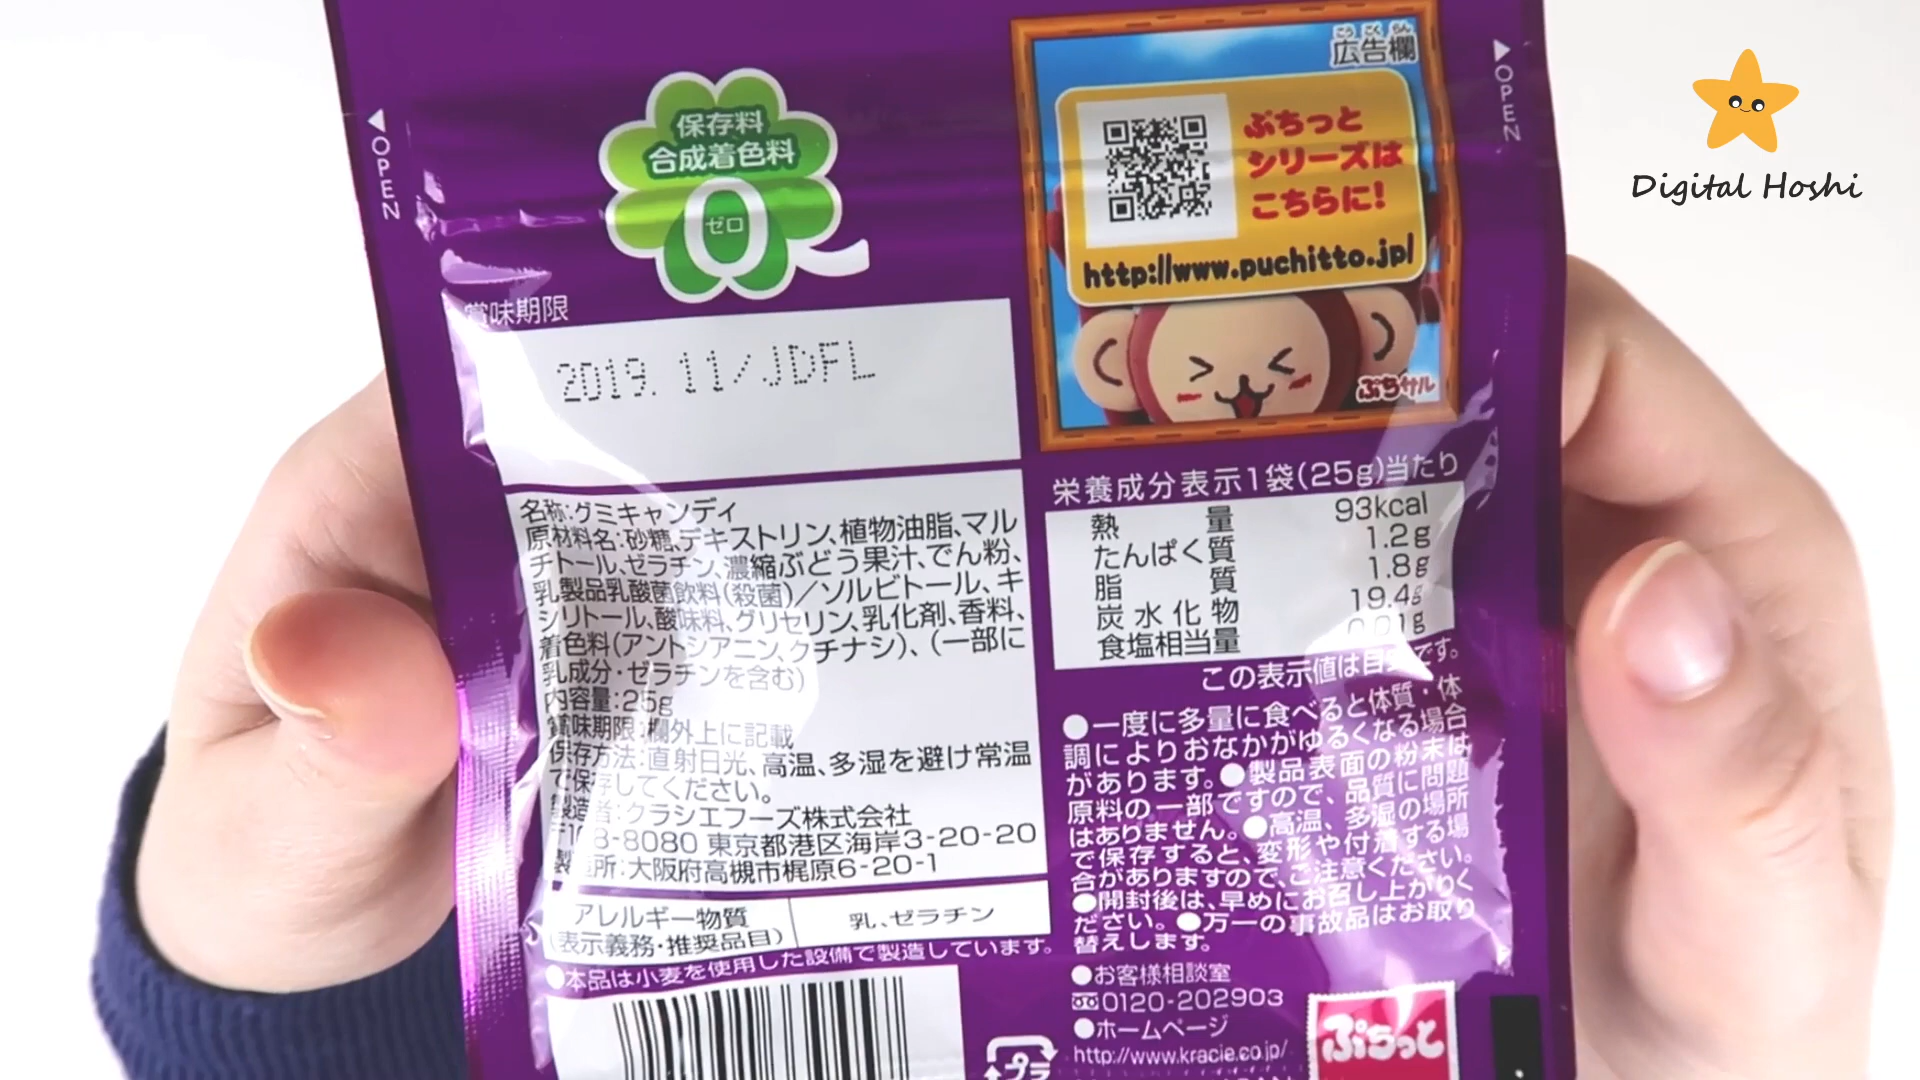 OPEN
保存料
合成着色料
0
ゼロ
賞味期限
2019. 11/JDFL
名称:グミキャンディ
原材料名:砂糖、デキストリン、植物油脂、マル
チトール、ゼラチン、濃縮ぶどう果汁、でん粉、
乳製品乳酸菌飲料(殺菌)/ソルビトール、キ
シリトール、酸味料、グリセリン、乳化剤、香料、
着色料(アントシアニン、クチナシ)、(一部に
乳成分・ゼラチンを含む)
内容量:25g
賞味期限:欄外上に記載
保存方法:直射日光、高温、多湿を避け常温
で保存してください。
製造者:クラシエフーズ株式会社
〒108-8080 東京都港区海岸3-20-20
製 所:大阪府高槻市梶原6-20-1
アレルギー物質
(表示義務・推奨品目)
乳、ゼラチン
●本品は小麦を使用した設備で製造しています。
こう こく らん
広告欄
ぷちっと
シリーズは
こちらに!
http://www.puchitto.jp/
ぷちサル
OPEN
Digital Hoshi
栄養成分表示1袋(25g)当たり
熱量 93kcal
たんぱく質 1.2g
脂質 1.8g
炭水化物 19.4g
食塩相当量 0.01g
この表示値は目安です。
●一度に多量に食べると体質・体
調によりおなかがゆるくなる場合
があります。●製品表面の粉末は
原料の一部ですので、品質に問題
はありません。●高温、多湿の場所
で保存すると、変形や付着する場
合がありますので、ご注意ください。
●開封後は、早めにお召し上がりく
ださい。●万一の事故品はお取り
替えします。
●お客様相談室
0120-202903
●ホームページ
http://www.kracie.co.jp/
プラ
ぷちっと